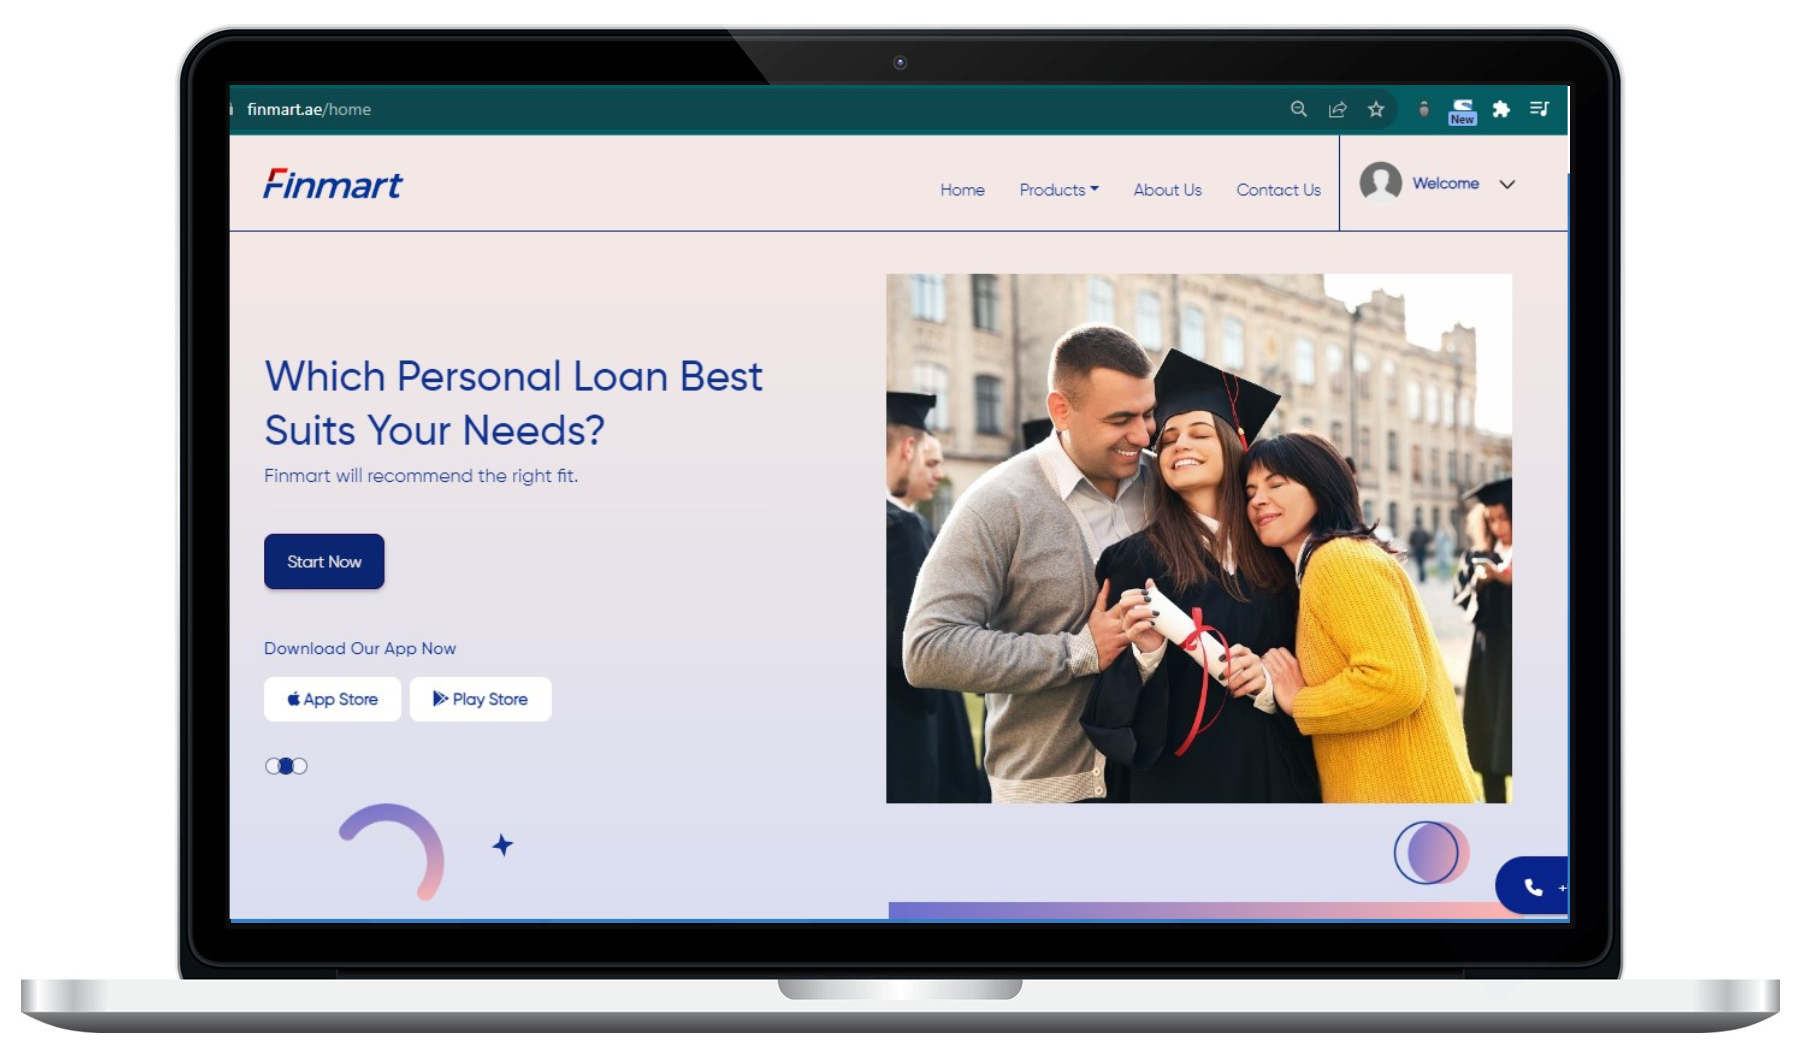 finmart.ae/home
New
Finmart
Home Products About Us Contact Us Welcome
Which Personal Loan Best
Suits Your Needs?
Finmart will recommend the right fit.
Start Now
Download Our App Now
App Store Play Store
+